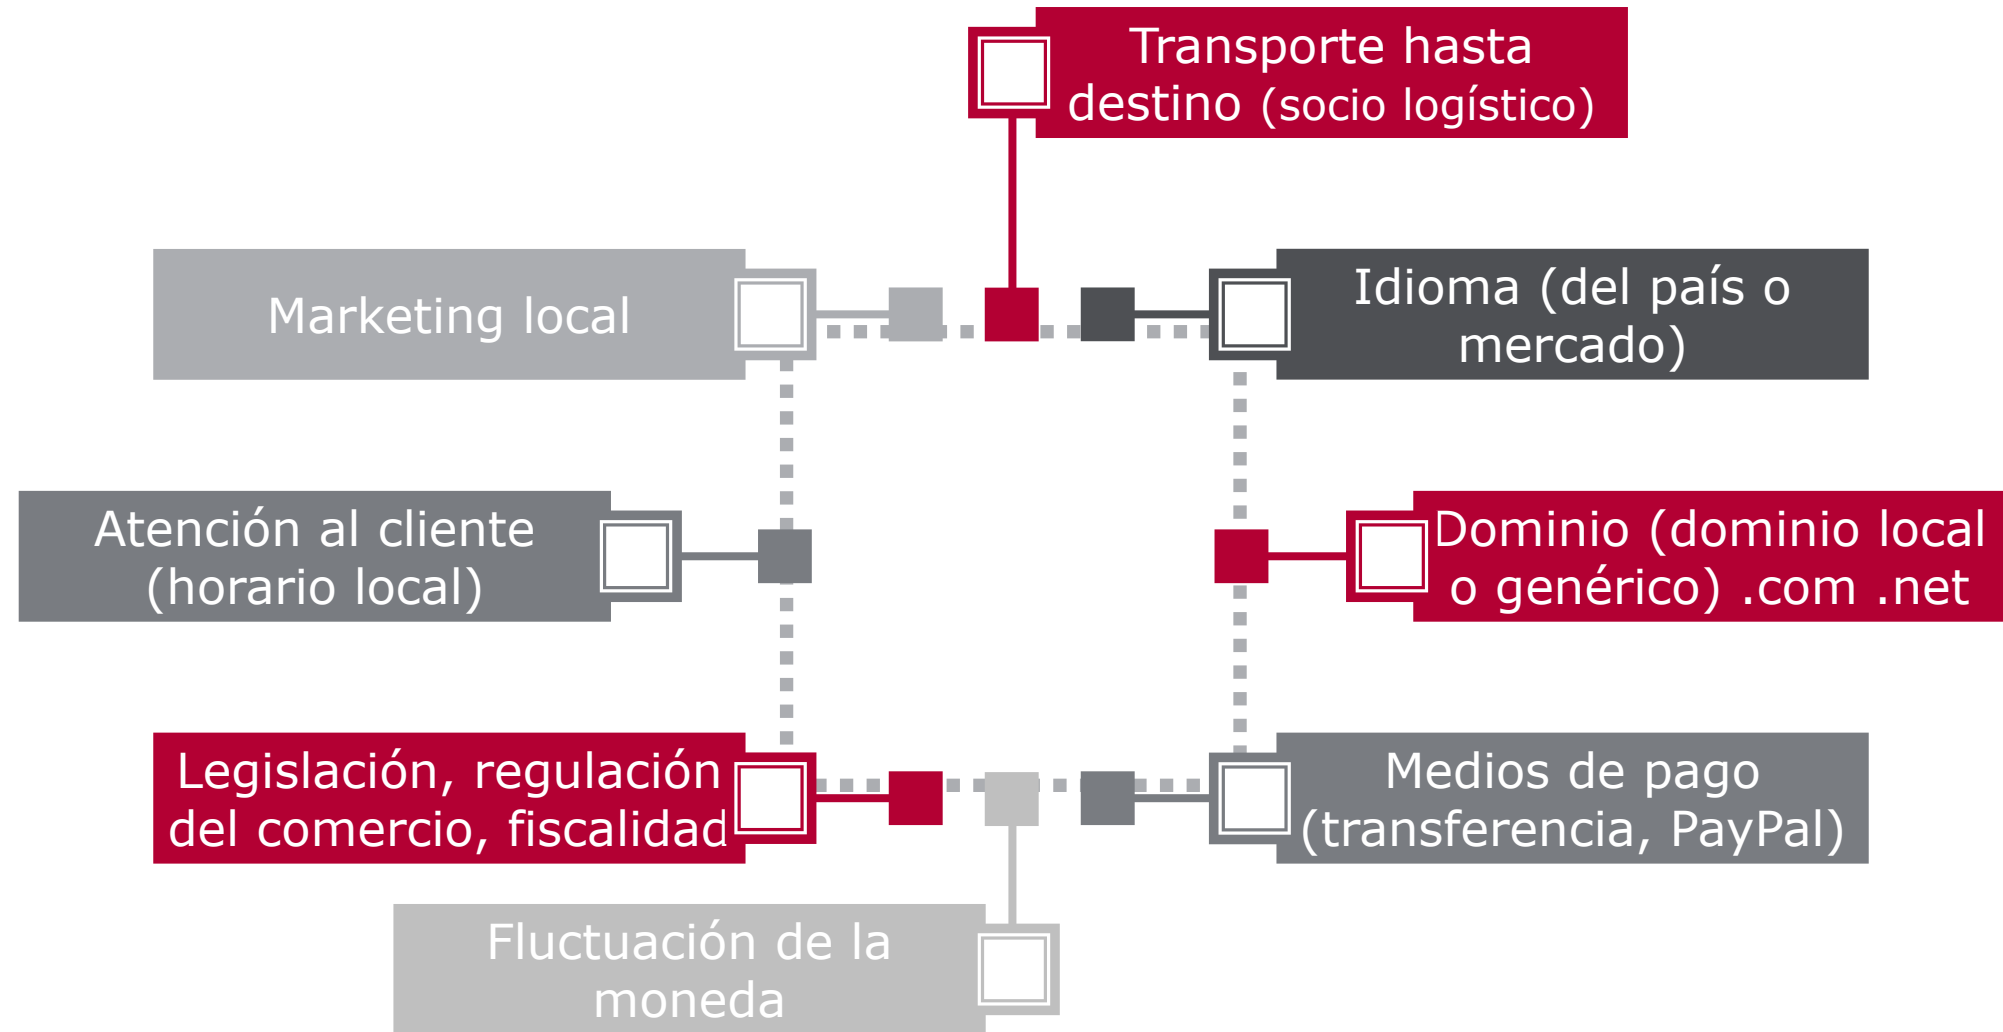 Transporte hasta
destino (socio logístico)
Marketing local
Idioma (del país o
mercado)
Atención al cliente
(horario local)
Dominio (dominio local
o genérico) .com .net
Legislación, regulación
del comercio, fiscalidad
Medios de pago
(transferencia, PayPal)
Fluctuación de la
moneda